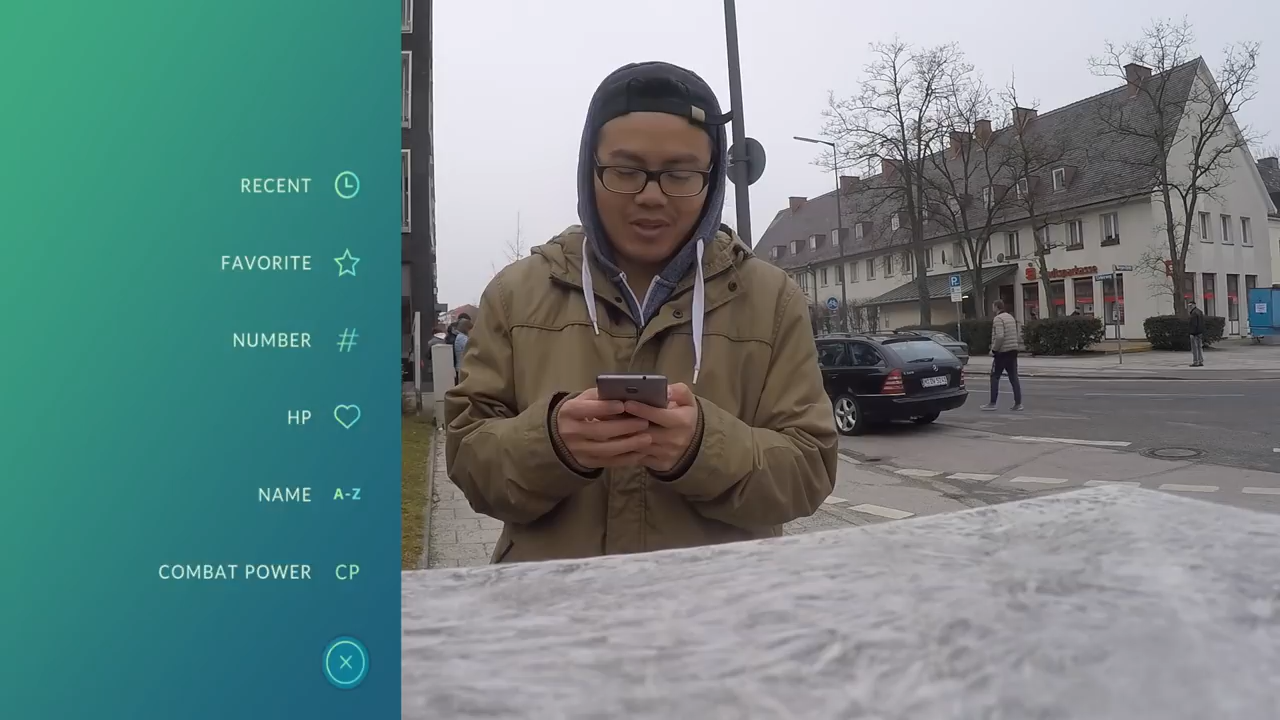 RECENT
FAVORITE
NUMBER #
HP
NAME A-Z
COMBAT POWER CP
P